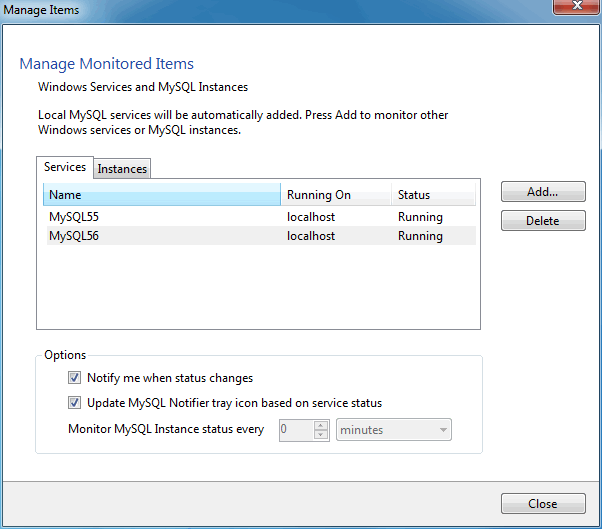 Manage Items
Manage Monitored Items
Windows Services and MySQL Instances
Local MySQL services will be automatically added. Press Add to monitor other
Windows services or MySQL instances.
Services Instances
Name Running On Status
MySQL55 localhost Running
MySQL56 localhost Running
Add...
Delete
Options
Notify me when status changes
Update MySQL Notifier tray icon based on service status
Monitor MySQL Instance status every 0 minutes
Close